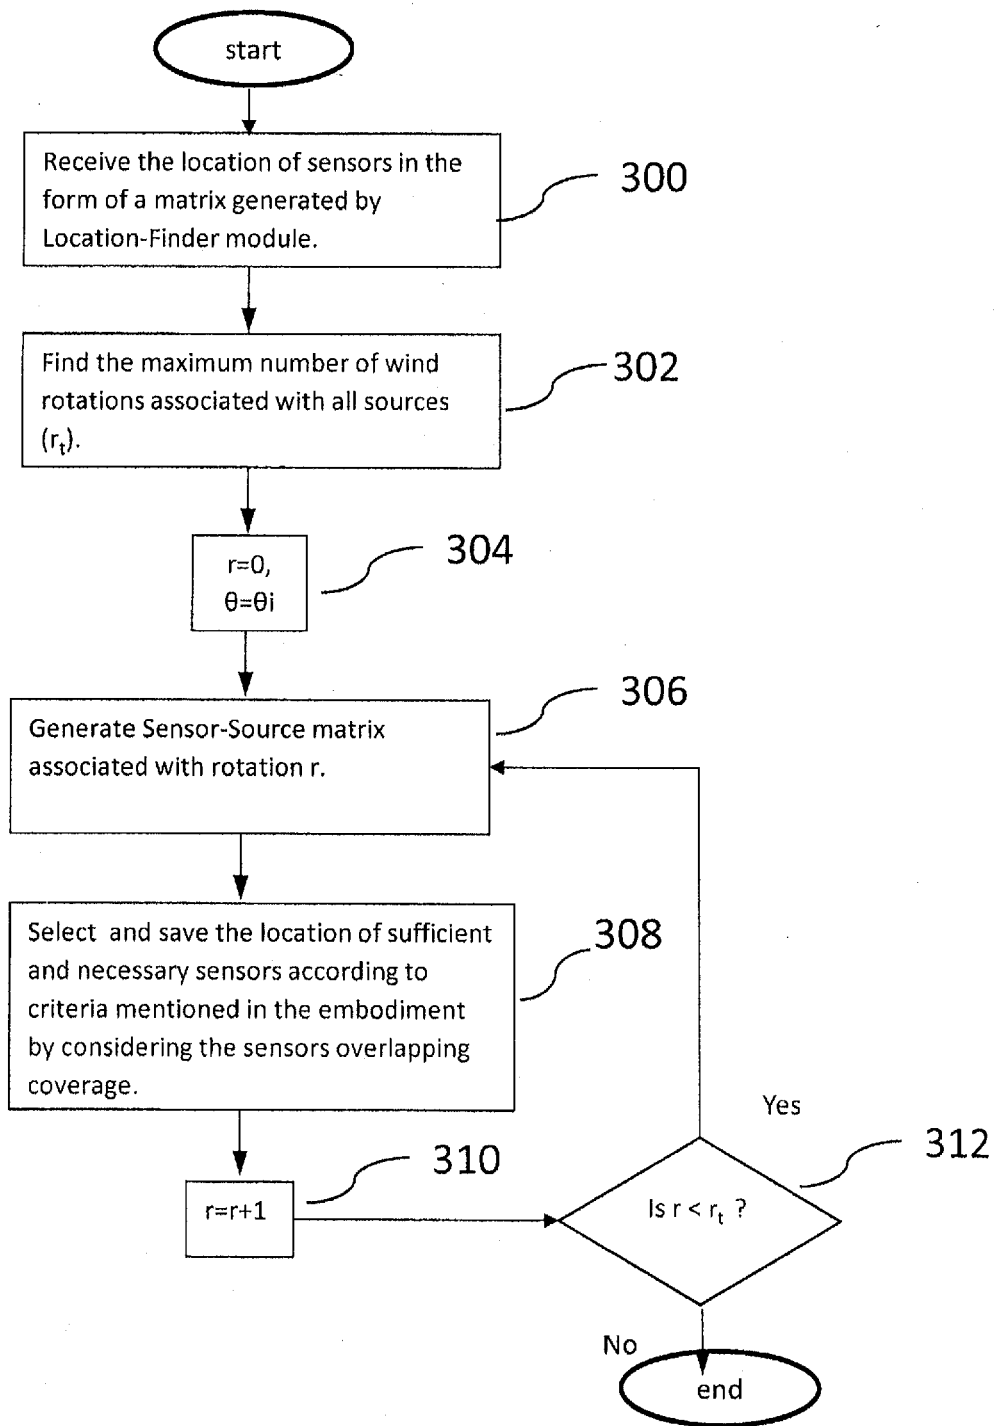 start
Receive the location of sensors in the
form of a matrix generated by
Location-Finder module.
300
Find the maximum number of wind
rotations associated with all sources
(rt).
302
r=0,
θ=θi
304
Generate Sensor-Source matrix
associated with rotation r.
306
Select and save the location of sufficient
and necessary sensors according to
criteria mentioned in the embodiment
by considering the sensors overlapping
coverage.
308
r=r+1
310
Is r < rt ?
312
Yes
No
end